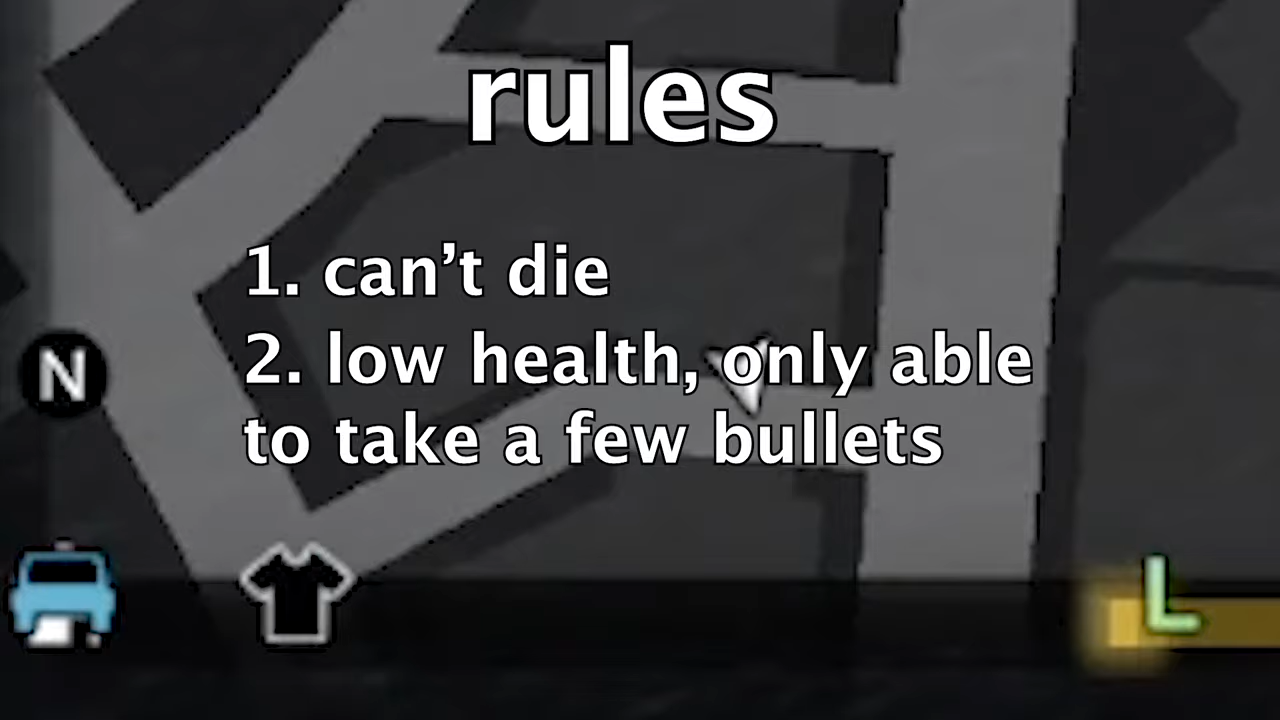 rules
1. can’t die
N
2. low health, only able
to take a few bullets
L